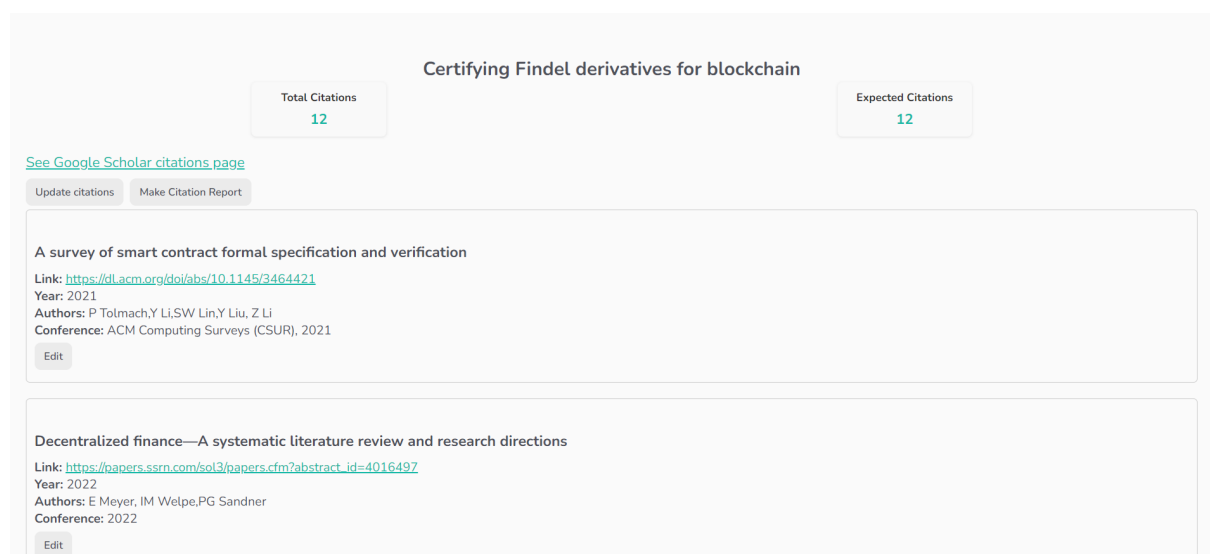 Certifying Findel derivatives for blockchain
Total Citations
12
Expected Citations
12
See Google Scholar citations page
Update citations
Make Citation Report
A survey of smart contract formal specification and verification
Link: https://dl.acm.org/doi/abs/10.1145/3464421
Year: 2021
Authors: P Tolmach,Y Li,SW Lin,Y Liu, Z Li
Conference: ACM Computing Surveys (CSUR), 2021
Edit
Decentralized finance—A systematic literature review and research directions
Link: https://papers.ssrn.com/sol3/papers.cfm?abstract_id=4016497
Year: 2022
Authors: E Meyer, IM Welpe,PG Sandner
Conference: 2022
Edit